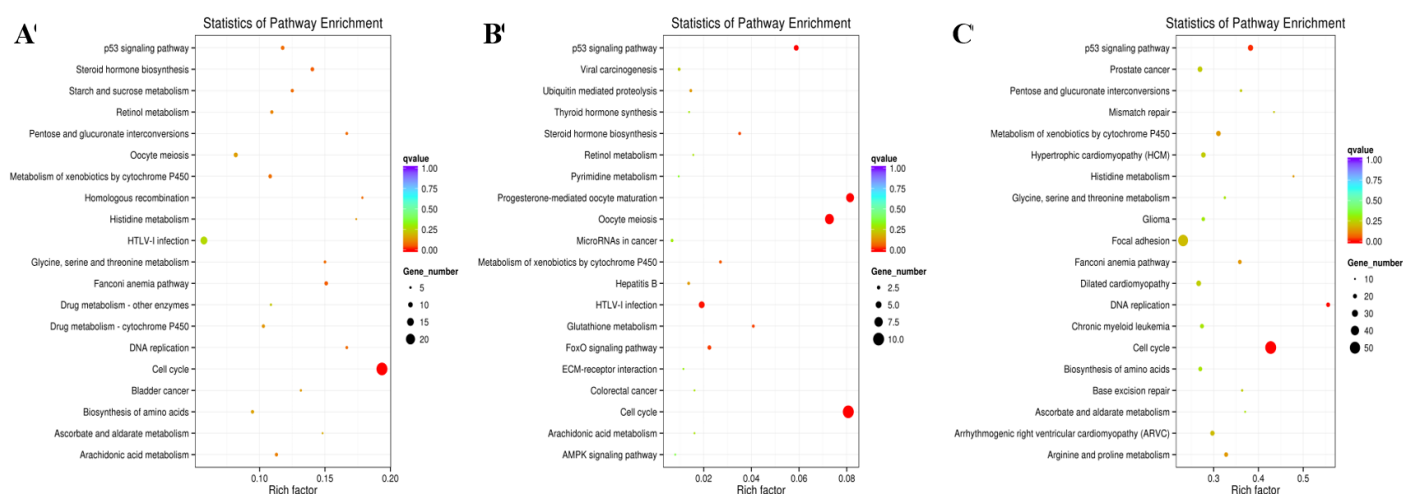 A'
Statistics of Pathway Enrichment
p53 signaling pathway
Steroid hormone biosynthesis
Starch and sucrose metabolism
Retinol metabolism
Pentose and glucuronate interconversions
Oocyte meiosis
Metabolism of xenobiotics by cytochrome P450
Homologous recombination
Histidine metabolism
HTLV-I infection
Glycine, serine and threonine metabolism
Fanconi anemia pathway
Drug metabolism - other enzymes
Drug metabolism - cytochrome P450
DNA replication
Cell cycle
Bladder cancer
Biosynthesis of amino acids
Ascorbate and aldarate metabolism
Arachidonic acid metabolism
0.10 0.15 0.20
Rich factor
qvalue
1.00
0.75
0.50
0.25
0.00
Gene_number
5
10
15
20
B'
Statistics of Pathway Enrichment
p53 signaling pathway
Viral carcinogenesis
Ubiquitin mediated proteolysis
Thyroid hormone synthesis
Steroid hormone biosynthesis
Retinol metabolism
Pyrimidine metabolism
Progesterone-mediated oocyte maturation
Oocyte meiosis
MicroRNAs in cancer
Metabolism of xenobiotics by cytochrome P450
Hepatitis B
HTLV-I infection
Glutathione metabolism
FoxO signaling pathway
ECM-receptor interaction
Colorectal cancer
Cell cycle
Arachidonic acid metabolism
AMPK signaling pathway
0.02 0.04 0.06 0.08
Rich factor
qvalue
1.00
0.75
0.50
0.25
0.00
Gene_number
2.5
5.0
7.5
10.0
C'
Statistics of Pathway Enrichment
p53 signaling pathway
Prostate cancer
Pentose and glucuronate interconversions
Mismatch repair
Metabolism of xenobiotics by cytochrome P450
Hypertrophic cardiomyopathy (HCM)
Histidine metabolism
Glycine, serine and threonine metabolism
Glioma
Focal adhesion
Fanconi anemia pathway
Dilated cardiomyopathy
DNA replication
Chronic myeloid leukemia
Cell cycle
Biosynthesis of amino acids
Base excision repair
Ascorbate and aldarate metabolism
Arrhythmogenic right ventricular cardiomyopathy (ARVC)
Arginine and proline metabolism
0.3 0.4 0.5
Rich factor
qvalue
1.00
0.75
0.50
0.25
0.00
Gene_number
10
20
30
40
50